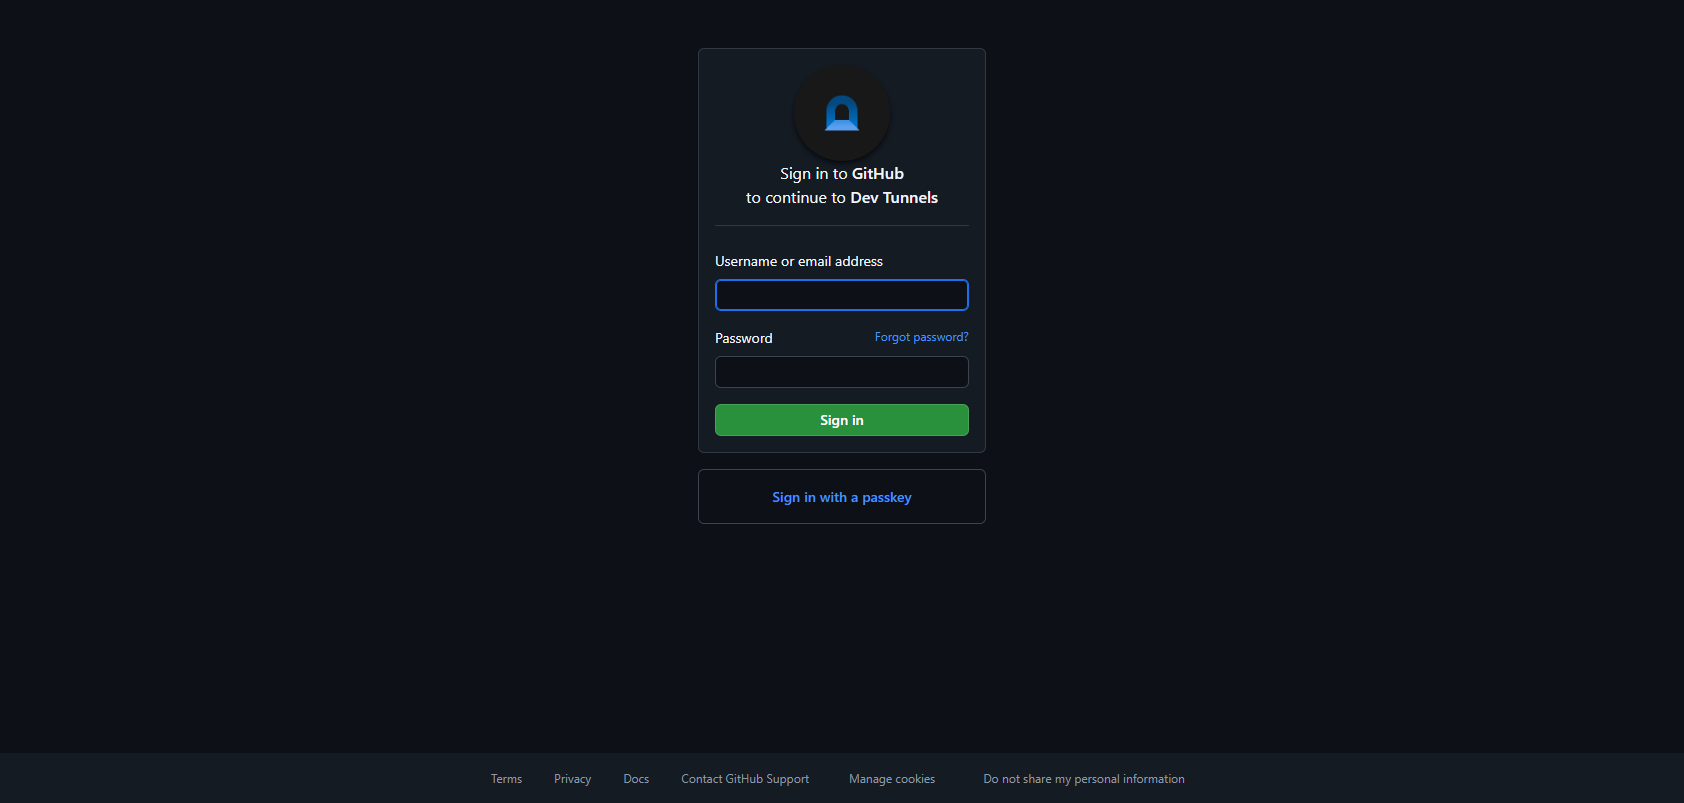 Sign in to GitHub
to continue to Dev Tunnels
Username or email address
Password
Forgot password?
Sign in
Sign in with a passkey
Terms
Privacy
Docs
Contact GitHub Support
Manage cookies
Do not share my personal information